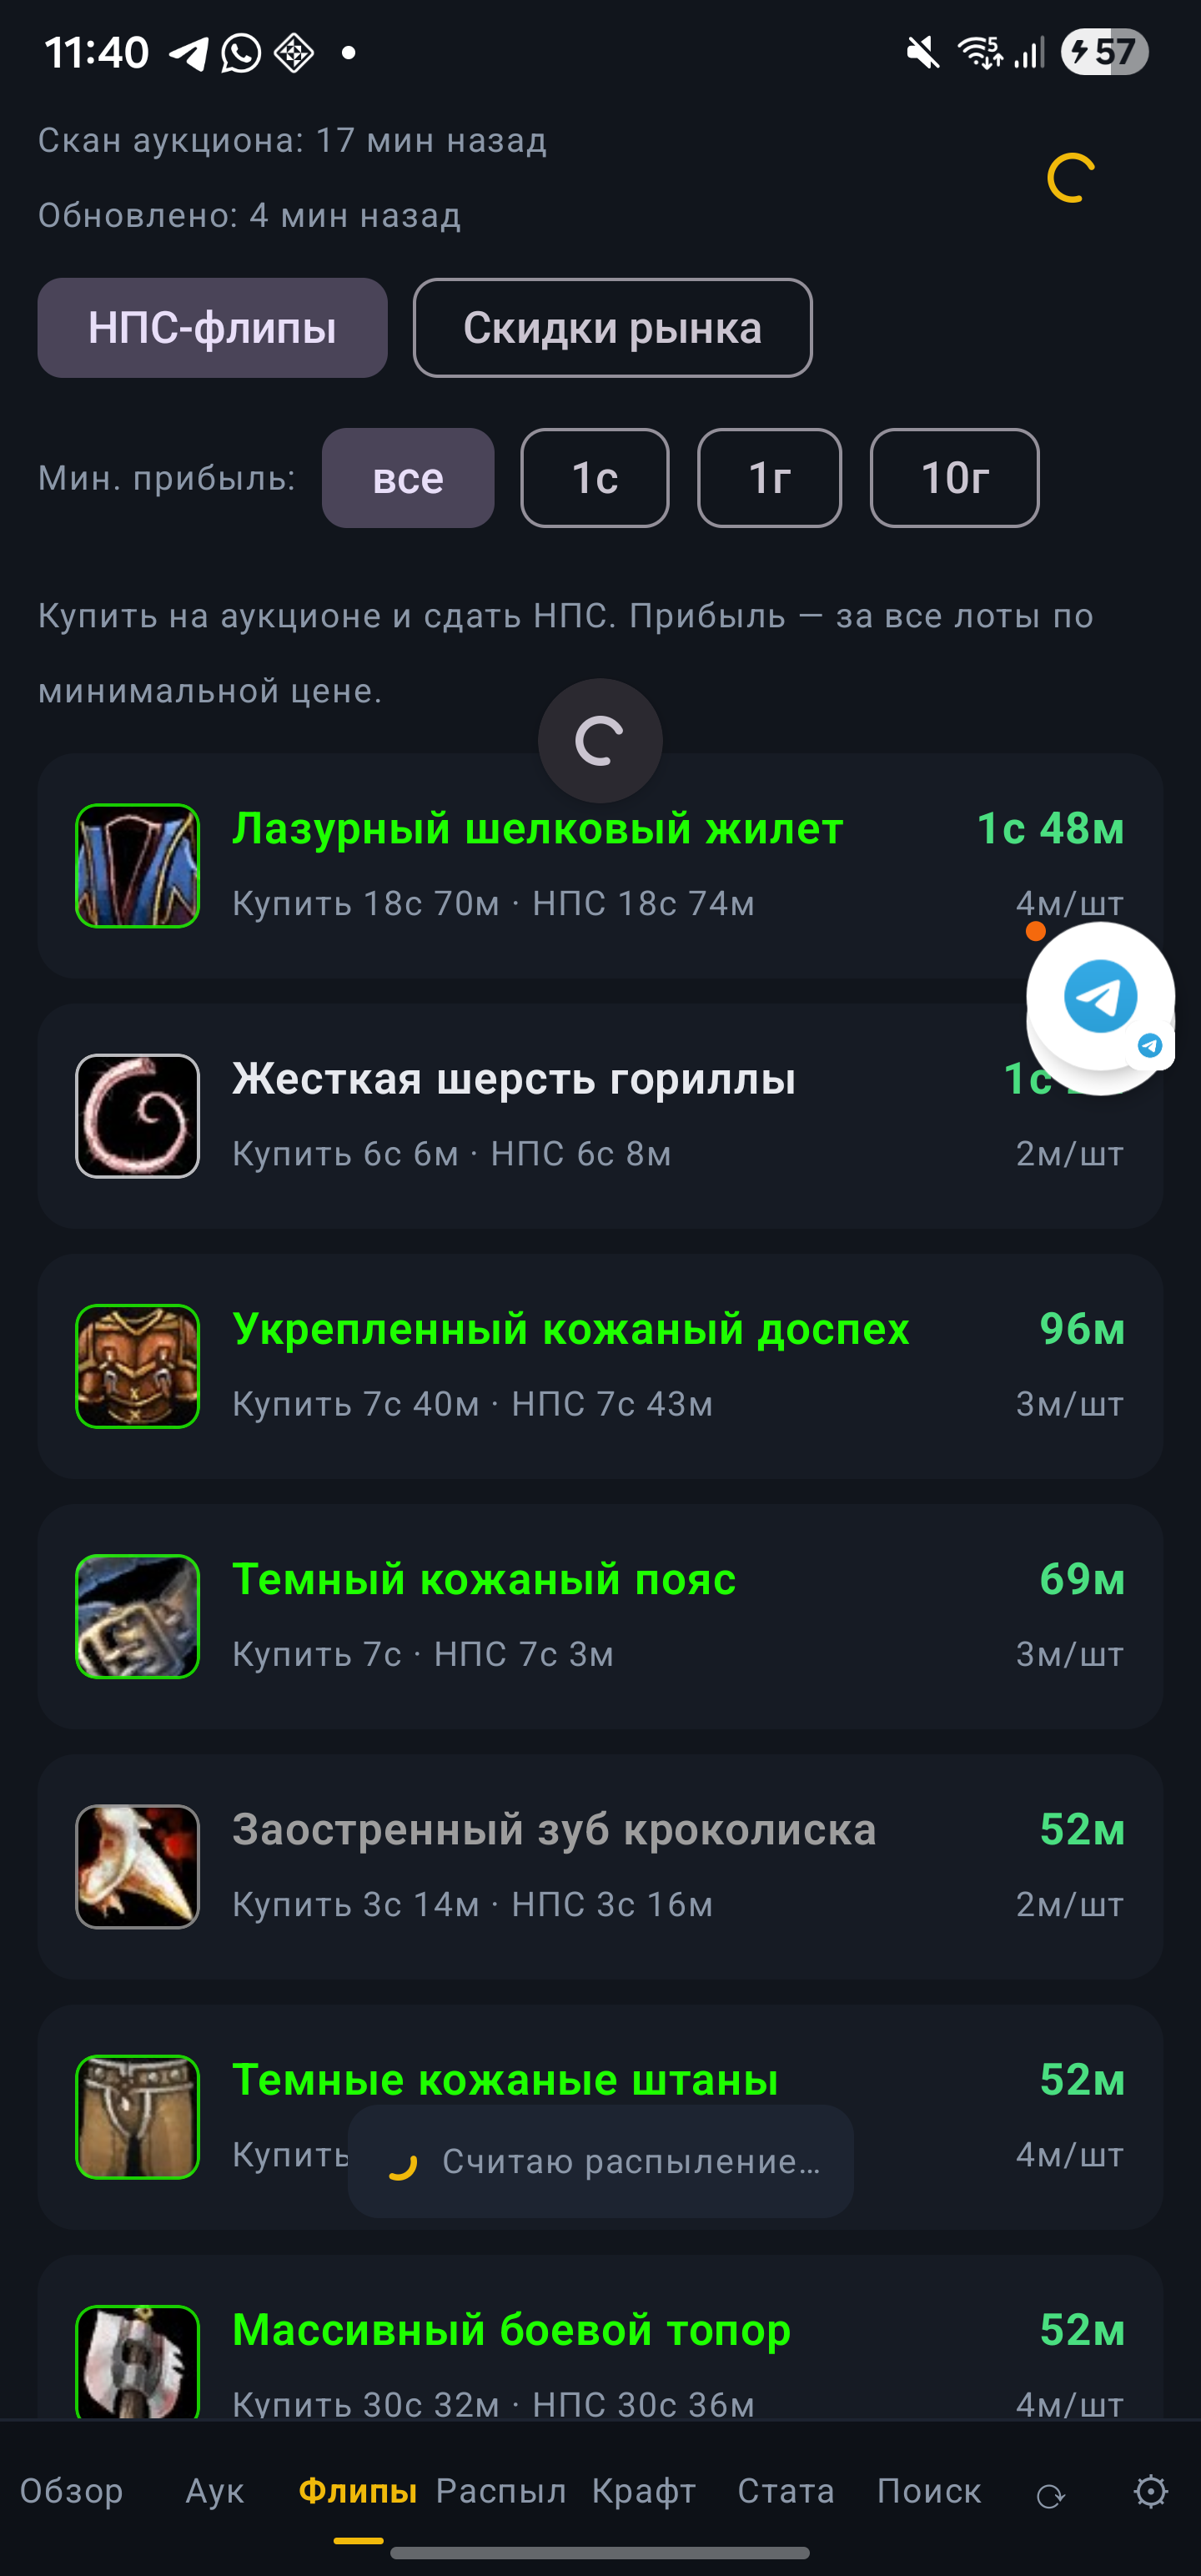 11:40
5
57
Скан аукциона: 17 мин назад
Обновлено: 4 мин назад
НПС-флипы
Скидки рынка
Мин. прибыль:
все
1с
1г
10г
Купить на аукционе и сдать НПС. Прибыль — за все лоты по
минимальной цене.
Лазурный шелковый жилет
1с 48м
Купить 18с 70м · НПС 18с 74м
4м/шт
Жесткая шерсть гориллы
1с
Купить 6с 6м · НПС 6с 8м
2м/шт
Укрепленный кожаный доспех
96м
Купить 7с 40м · НПС 7с 43м
3м/шт
Темный кожаный пояс
69м
Купить 7с · НПС 7с 3м
3м/шт
Заостренный зуб кроколиска
52м
Купить 3с 14м · НПС 3с 16м
2м/шт
Темные кожаные штаны
52м
Купить
4м/шт
Считаю распыление…
Массивный боевой топор
52м
Купить 30с 32м · НПС 30с 36м
4м/шт
Обзор
Аук
Флипы
Распыл
Крафт
Стата
Поиск